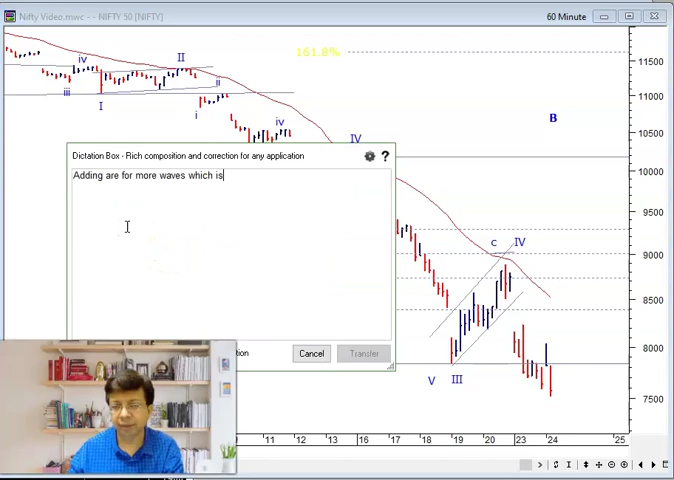 Nifty Video.mwc - NIFTY 50 [NIFTY]
60 Minute
161.8%
11500
11000
10500
9500
9000
8500
8000
7500
iv
II
iii
ii
I
i
iv
IV
B
c
IV
V
III
Dictation Box - Rich composition and correction for any application
?
Adding are for more waves which is
Cancel
Transfer
11
12
13
16
17
18
19
20
23
24
25